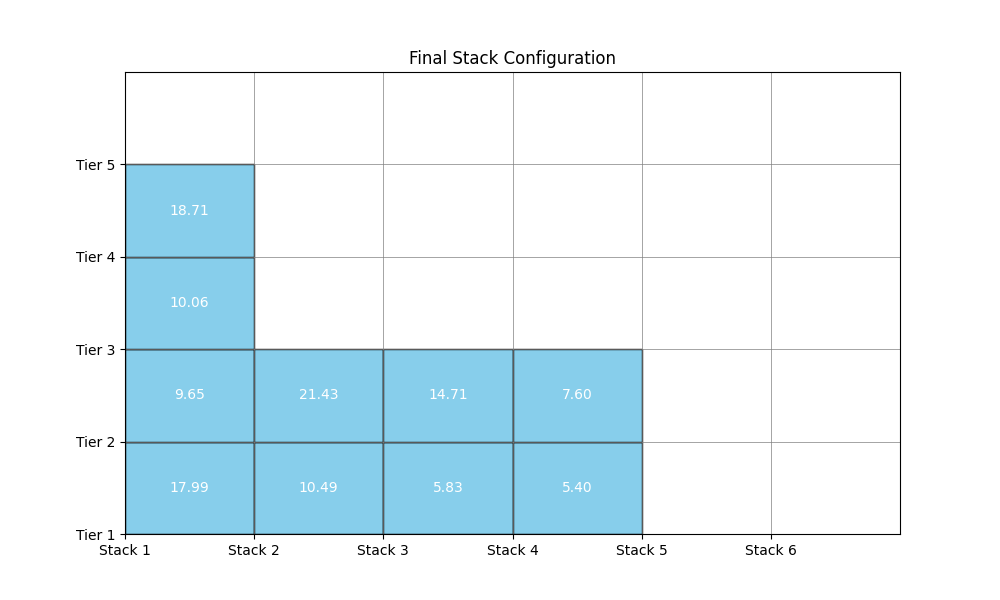 Final Stack Configuration
Tier 5
18.71
Tier 4
10.06
Tier 3
9.65 21.43 14.71 7.60
Tier 2
17.99 10.49 5.83 5.40
Tier 1
Stack 1 Stack 2 Stack 3 Stack 4 Stack 5 Stack 6